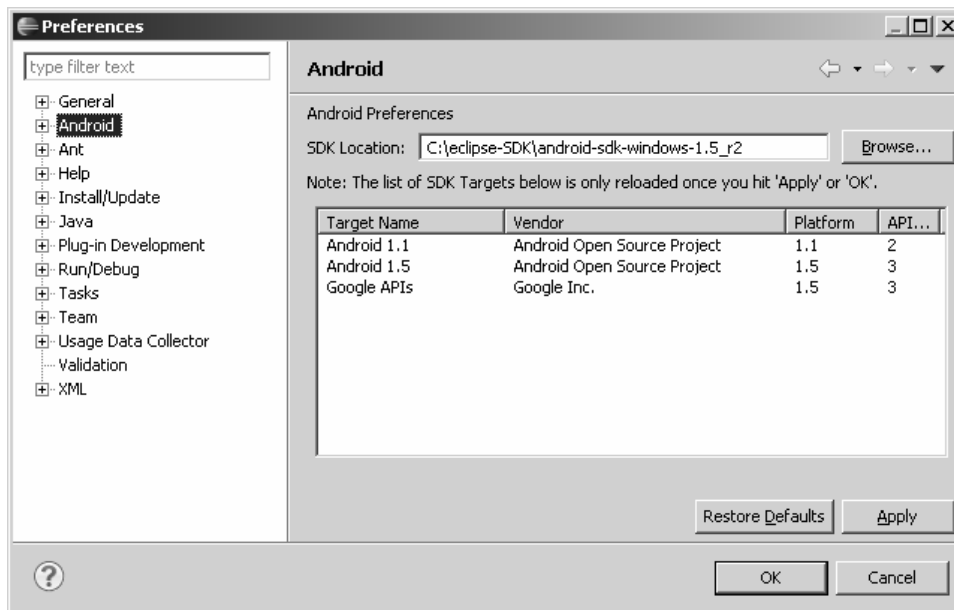 Preferences
type filter text
General
Android
Ant
Help
Install/Update
Java
Plug-in Development
Run/Debug
Tasks
Team
Usage Data Collector
Validation
XML
Android
Android Preferences
SDK Location: C:\eclipse-SDK\android-sdk-windows-1.5_r2 Browse...
Note: The list of SDK Targets below is only reloaded once you hit 'Apply' or 'OK'.
Target Name Vendor Platform API...
Android 1.1 Android Open Source Project 1.1 2
Android 1.5 Android Open Source Project 1.5 3
Google APIs Google Inc. 1.5 3
Restore Defaults Apply
? OK Cancel